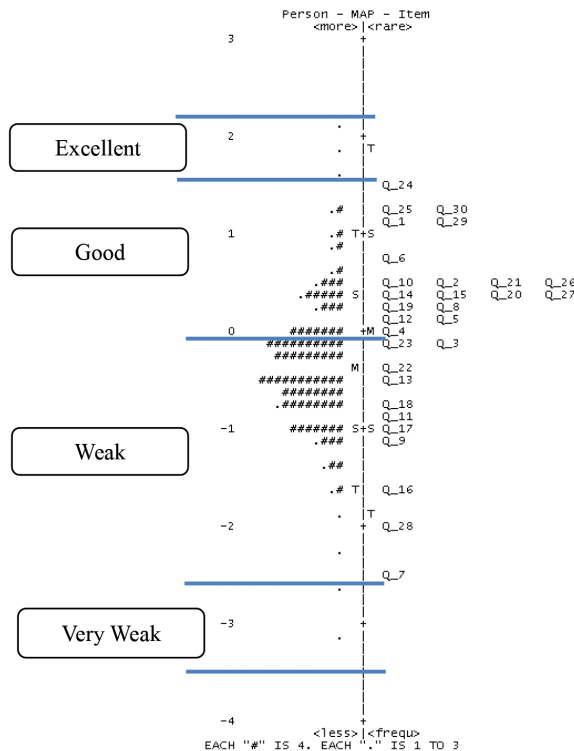 Person - MAP - Item
<more>|<rare>
3 +
|
|
|
|
|
|
|
. |
2 +
Excellent
. |T
|
. |
| Q_24
|
.# | Q_25 Q_30
| Q_1 Q_29
1 .# T+S
.# |
Good
| Q_6
.# |
.### | Q_10 Q_2 Q_21 Q_26
.##### S| Q_14 Q_15 Q_20 Q_27
.### | Q_19 Q_8
| Q_12 Q_5
0 ####### +M Q_4
########## | Q_23 Q_3
######### |
M| Q_22
########## | Q_13
######## |
.######## | Q_18
| Q_11
-1 ####### S+S Q_17
.### | Q_9
Weak
|
.## |
|
.# T| Q_16
|
. |T
-2 + Q_28
|
. |
|
| Q_7
. |
|
|
-3 +
Very Weak
. |
|
|
|
|
|
|
-4 +
<less>|<frequ>
EACH "#" IS 4. EACH "." IS 1 TO 3